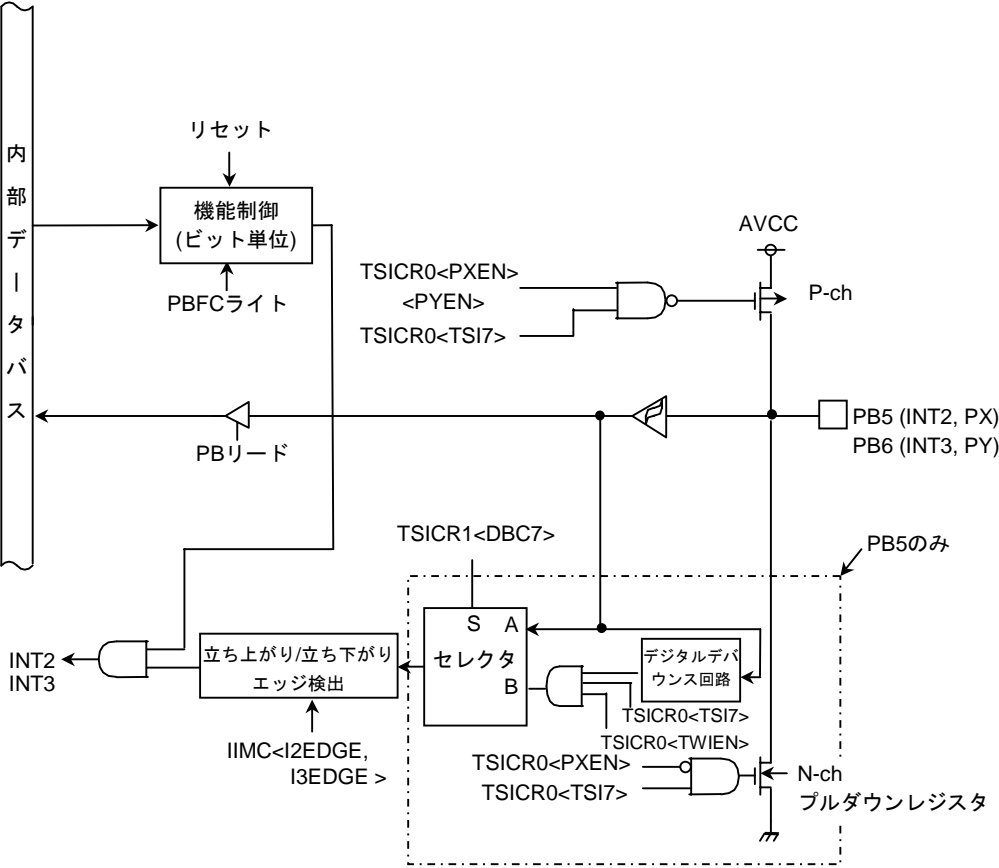 内部データバス
リセット
機能制御
(ビット単位)
PBFCライト
AVCC
TSICR0<PXEN>
<PYEN>
TSICR0<TSI7>
P-ch
PBリード
PB5 (INT2, PX)
PB6 (INT3, PY)
TSICR1<DBC7>
PB5のみ
S
A
セレクタ
B
デジタルデバ
ウンス回路
立ち上がり/立ち下がり
エッジ検出
INT2
INT3
TSICR0<TSI7>
TSICR0<TWIEN>
IIMC<I2EDGE,
I3EDGE >
TSICR0<PXEN>
TSICR0<TSI7>
N-ch
プルダウンレジスタ